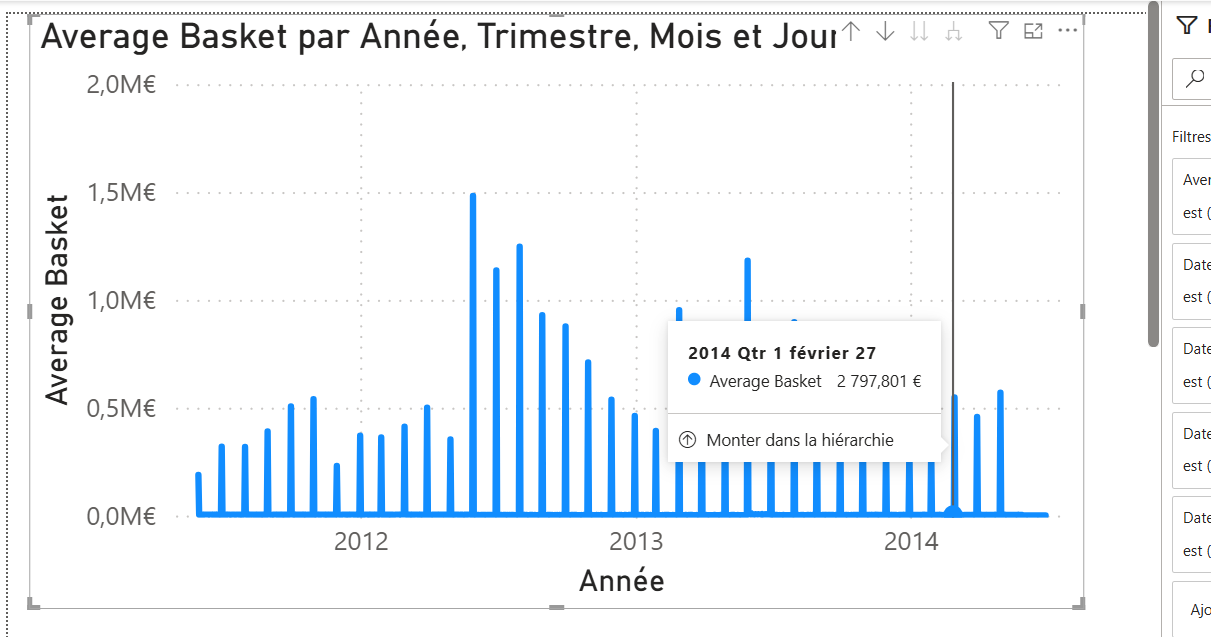 Average Basket par Année, Trimestre, Mois et Jour
2,0M€
1,5M€
1,0M€
0,5M€
0,0M€
Average Basket
2014 Qtr 1 février 27
Average Basket 2 797,801 €
Monter dans la hiérarchie
2012 2013 2014
Année
Filtres
est (
Date
est (
Date
est (
Date
est (
Date
est (